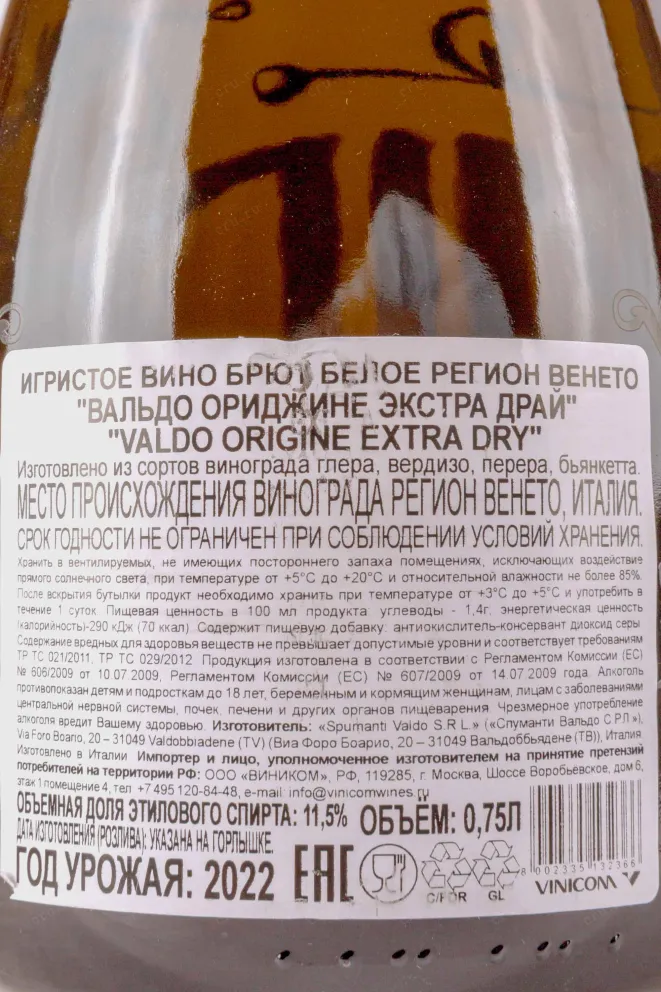 ИГРИСТОЕ ВИНО БРЮТ БЕЛОЕ РЕГИОН ВЕНЕТО
"ВАЛЬДО ОРИДЖИНЕ ЭКСТРА ДРАЙ"
"VALDO ORIGINE EXTRA DRY"
Изготовлено из сортов винограда глера, вердизо, перера, бьянкетта.
МЕСТО ПРОИСХОЖДЕНИЯ ВИНОГРАДА РЕГИОН ВЕНЕТО, ИТАЛИЯ.
СРОК ГОДНОСТИ НЕ ОГРАНИЧЕН ПРИ СОБЛЮДЕНИИ УСЛОВИЙ ХРАНЕНИЯ.
Хранить в вентилируемых, не имеющих постороннего запаха помещениях, исключающих воздействие
прямого солнечного света, при температуре от +5°С до +20°С и относительной влажности не более 85%.
После вскрытия бутылки продукт необходимо хранить при температуре от +3°С до +5°С и употребить в
течение 1 суток. Пищевая ценность в 100 мл продукта: углеводы - 1,4г, энергетическая ценность
(калорийность)-290 кДж (70 ккал). Содержит пищевую добавку: антиокислитель-консервант диоксид серы.
Содержание вредных для здоровья веществ не превышает допустимые уровни и соответствует требованиям
ТР ТС 021/2011, ТР ТС 029/2012. Продукция изготовлена в соответствии с Регламентом Комиссии (ЕС)
№ 606/2009 от 10.07.2009, Регламентом Комиссии (ЕС) № 607/2009 от 14.07.2009 года. Алкоголь
противопоказан детям и подросткам до 18 лет, беременным и кормящим женщинам, лицам с заболеваниями
центральной нервной системы, почек, печени и других органов пищеварения. Чрезмерное употребление
алкоголя вредит Вашему здоровью. Изготовитель: «Spumanti Valdo S.R.L.» («Спуманти Вальдо С.Р.Л.»),
Via Foro Boario, 20 – 31049 Valdobbiadene (TV) (Виа Форо Боарио, 20 – 31049, Вальдоббьядене (ТВ)), Италия.
Изготовлено в Италии. Импортер и лицо, уполномоченное изготовителем на принятие претензий
потребителей на территории РФ: ООО «ВИНИКОМ», РФ, 119285, г. Москва, Шоссе Воробьевское, дом 6,
этаж 1 помещение 4, тел +7 495 120-84-48, e-mail: info@vinicomwines.ru
ОБЪЕМНАЯ ДОЛЯ ЭТИЛОВОГО СПИРТА: 11,5% ОБЪЁМ: 0,75Л
ДАТА ИЗГОТОВЛЕНИЯ (РОЗЛИВА): УКАЗАНА НА ГОРЛЫШКЕ.
ГОД УРОЖАЯ: 2022 ЕАС
C/PDR GL
8 002335 132366
VINICOM